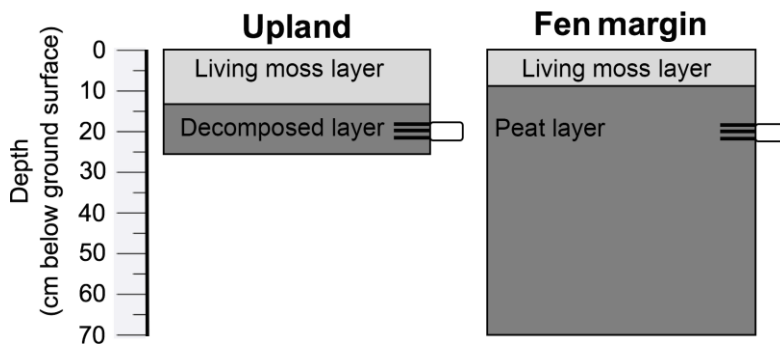 Upland
Fen margin
0
10
20
30
40
50
60
70
Depth
(cm below ground surface)
Living moss layer
Decomposed layer
Living moss layer
Peat layer